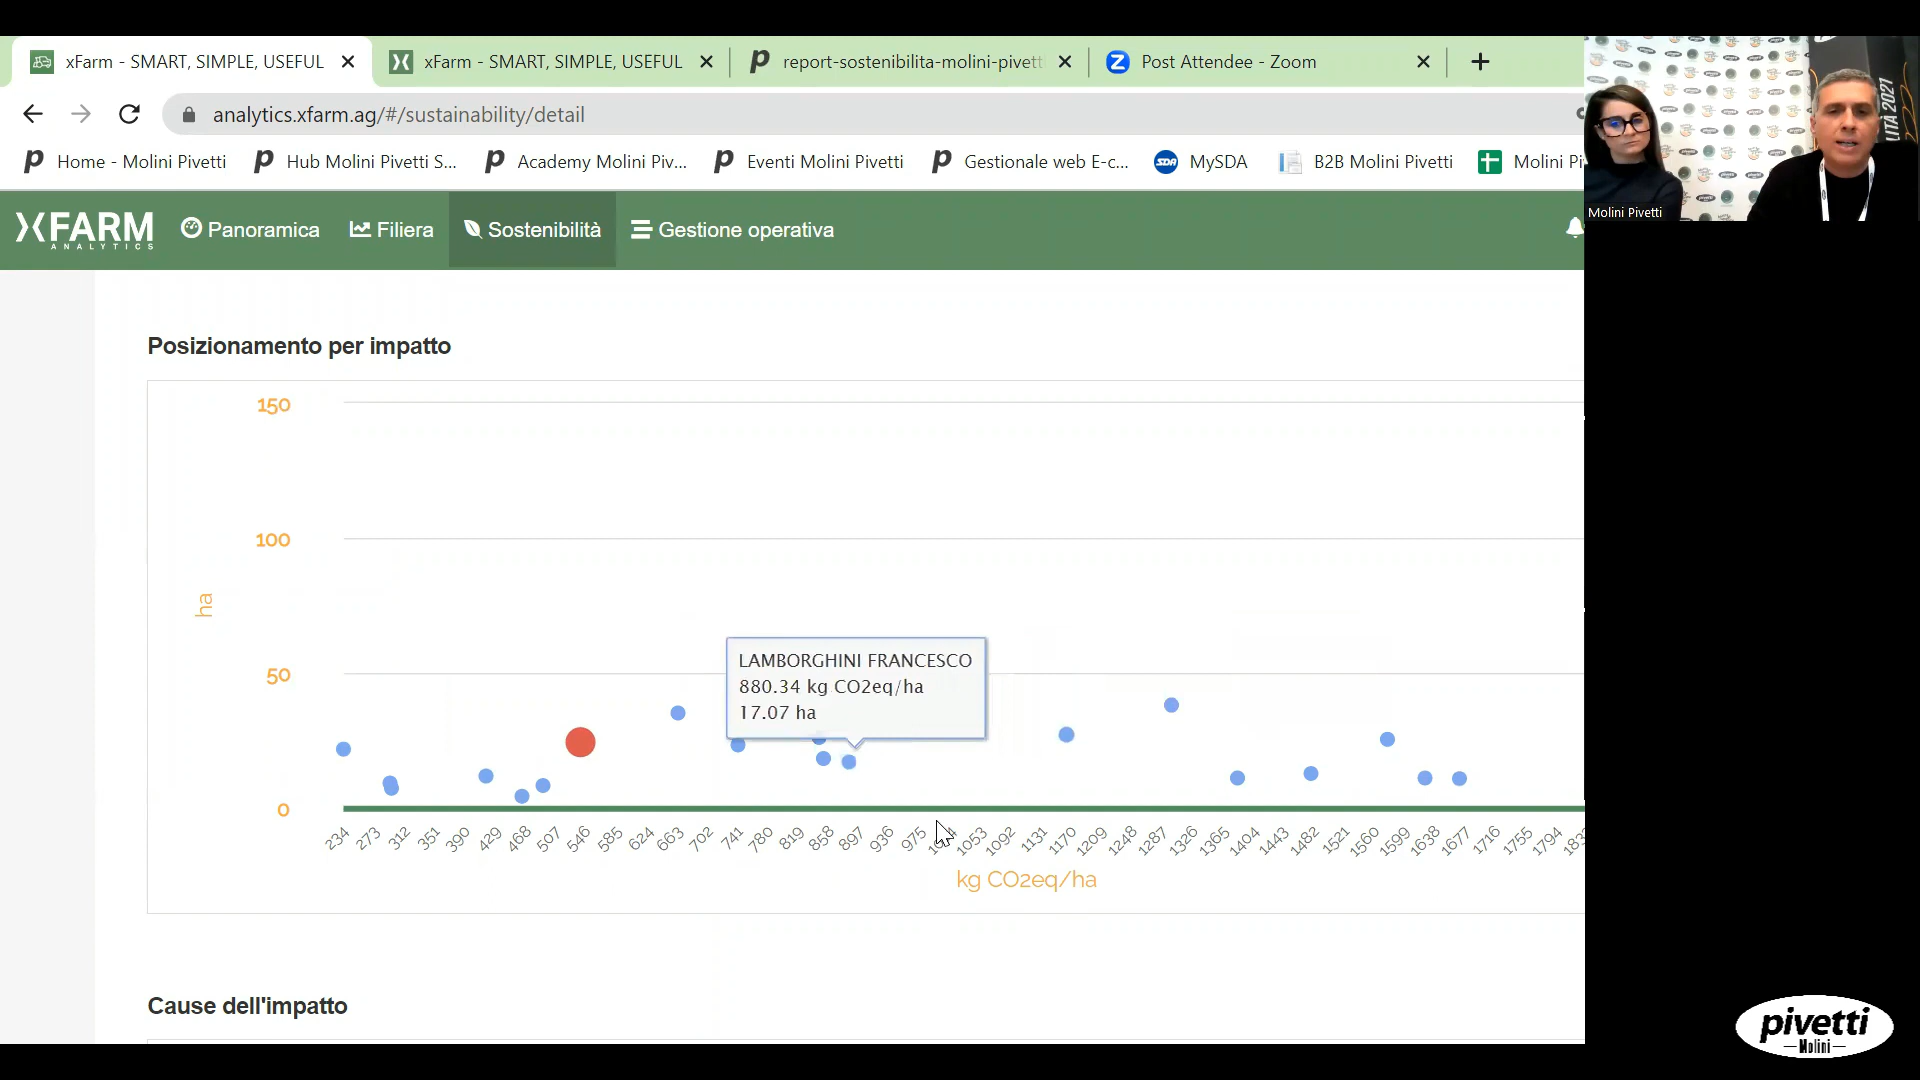 xFarm - SMART, SIMPLE, USEFUL
xFarm - SMART, SIMPLE, USEFUL
report-sostenibilita-molini-pivetti
Post Attendee - Zoom
analytics.xfarm.ag/#/sustainability/detail
Home - Molini Pivetti
Hub Molini Pivetti S...
Academy Molini Piv...
Eventi Molini Pivetti
Gestionale web E-c...
SDA
MySDA
B2B Molini Pivetti
Molini Pi
LITÀ 2021
Molini Pivetti
XFARM
ANALYTICS
Panoramica
Filiera
Sostenibilità
Gestione operativa
Posizionamento per impatto
150
100
50
0
ha
LAMBORGHINI FRANCESCO
880.34 kg CO2eq/ha
17.07 ha
234 273 312 351 390 429 468 507 546 585 624 663 702 741 780 819 858 897 936 975 1053 1092 1131 1170 1209 1248 1287 1326 1365 1404 1443 1482 1521 1560 1599 1638 1677 1716 1755 1794 183
kg CO2eq/ha
Cause dell'impatto
pivetti
Molini